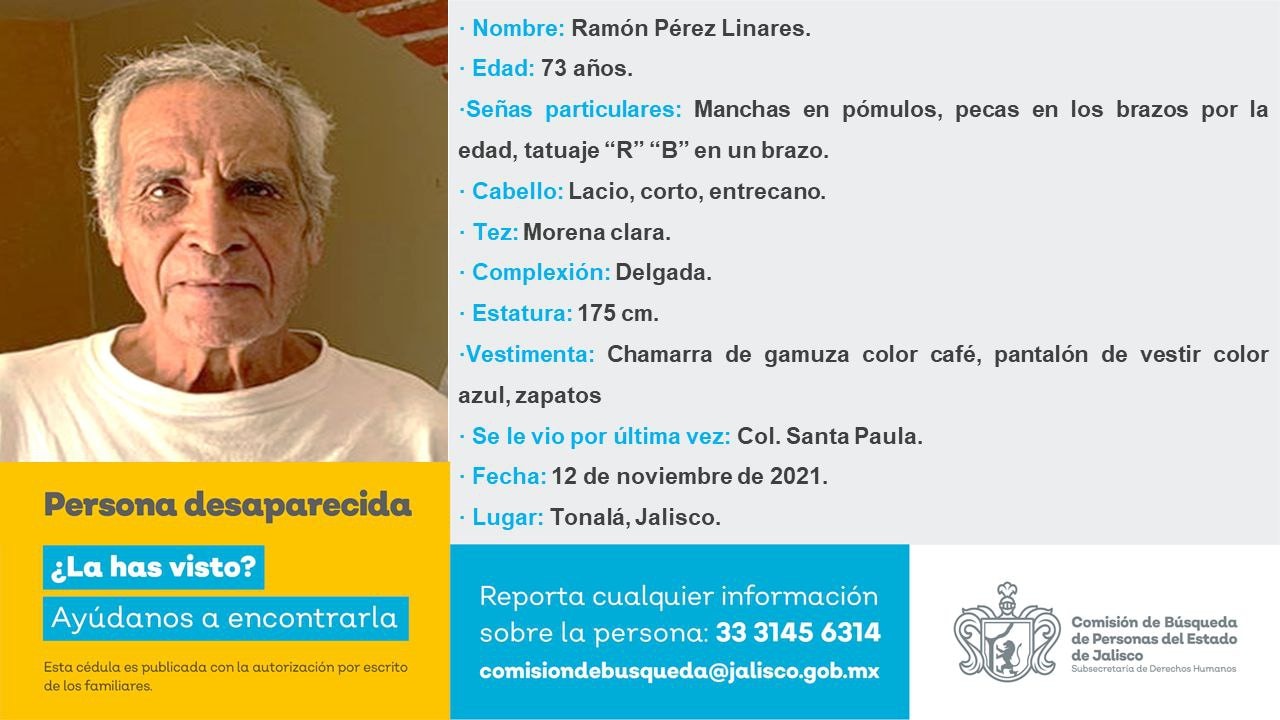 · Nombre: Ramón Pérez Linares.
· Edad: 73 años.
·Señas particulares: Manchas en pómulos, pecas en los brazos por la
edad, tatuaje “R” “B” en un brazo.
· Cabello: Lacio, corto, entrecano.
· Tez: Morena clara.
· Complexión: Delgada.
· Estatura: 175 cm.
·Vestimenta: Chamarra de gamuza color café, pantalón de vestir color
azul, zapatos
· Se le vio por última vez: Col. Santa Paula.
· Fecha: 12 de noviembre de 2021.
· Lugar: Tonalá, Jalisco.
Persona desaparecida
¿La has visto?
Ayúdanos a encontrarla
Esta cédula es publicada con la autorización por escrito
de los familiares.
Reporta cualquier información
sobre la persona: 33 3145 6314
comisiondebusqueda@jalisco.gob.mx
Comisión de Búsqueda
de Personas del Estado
de Jalisco
Subsecretaría de Derechos Humanos